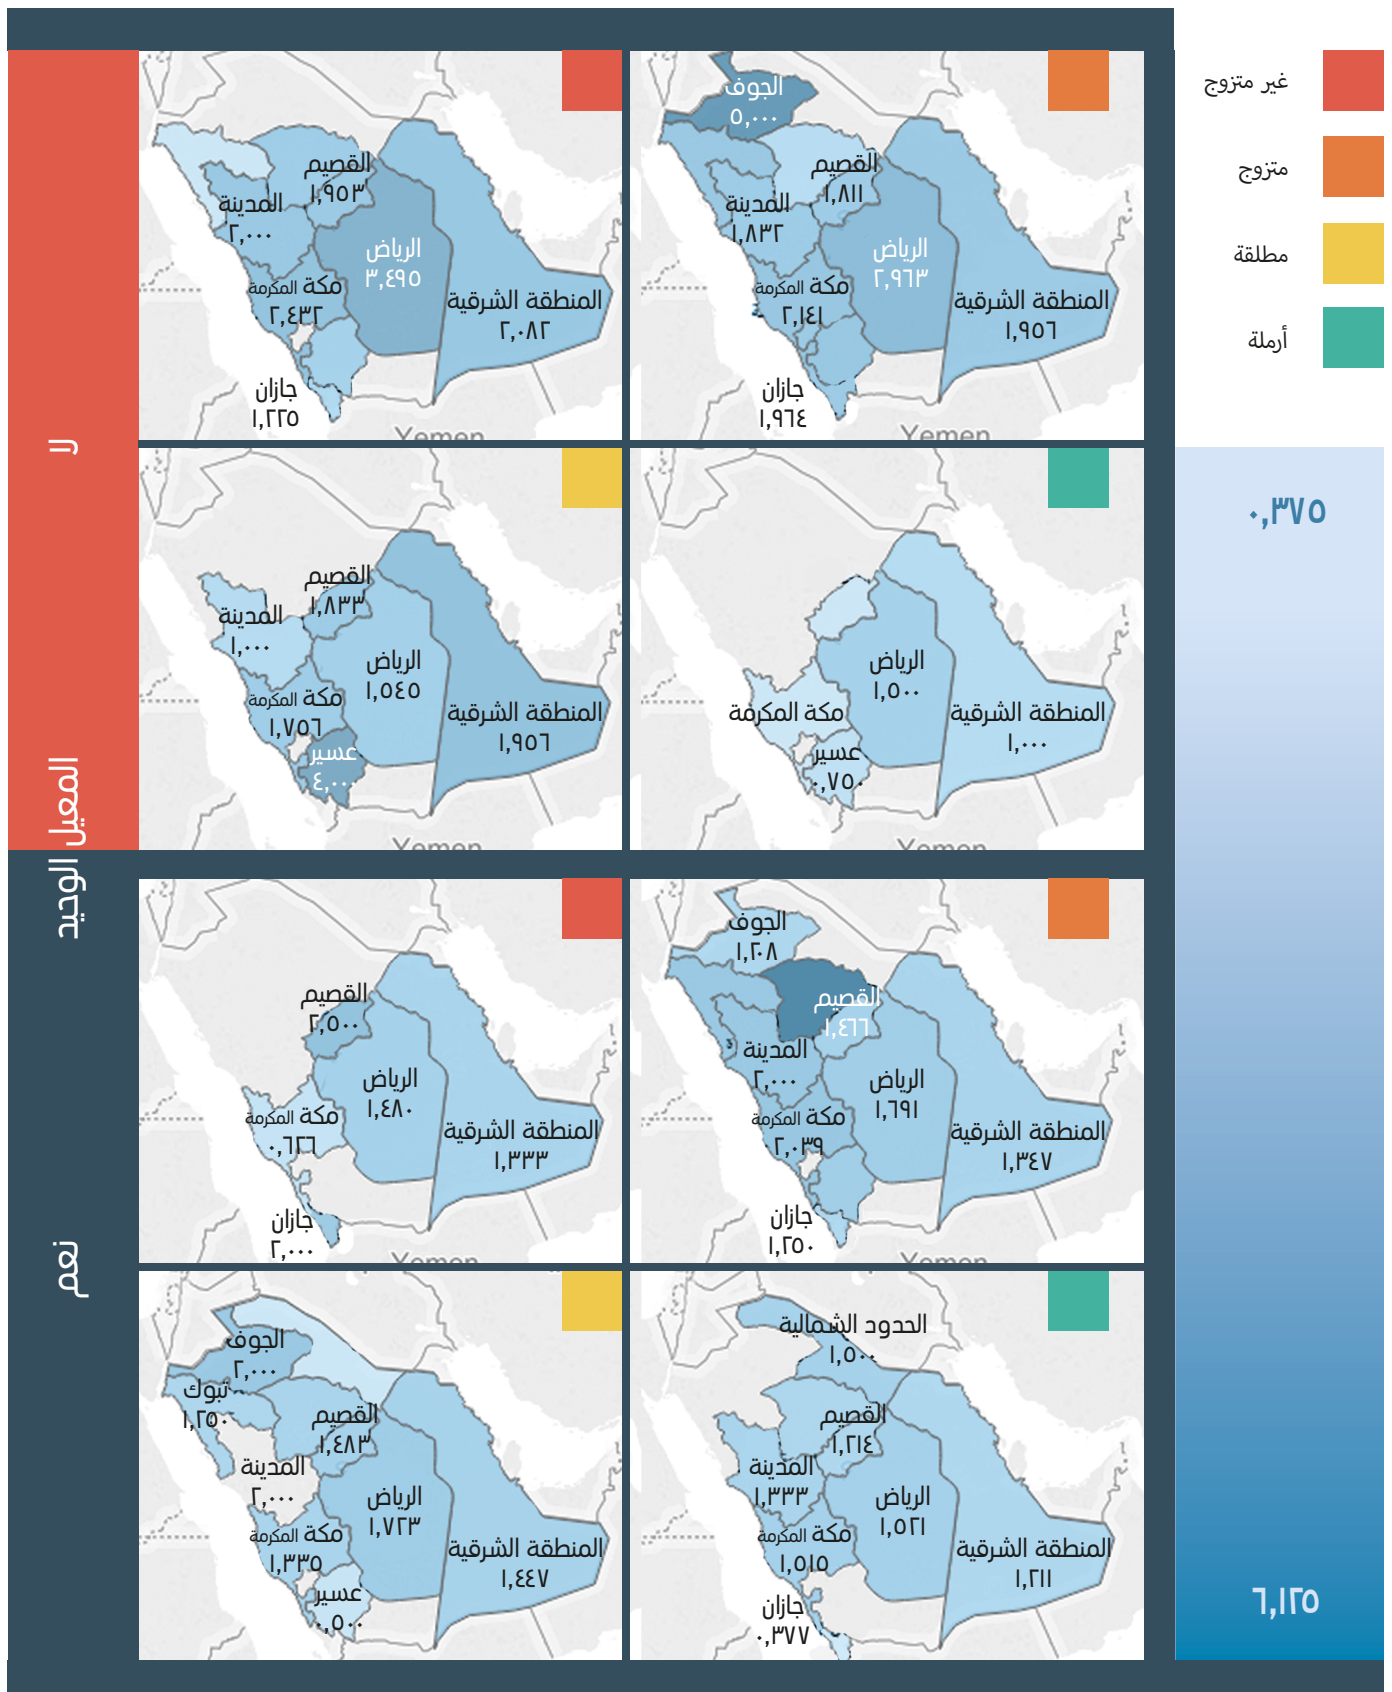 غير متزوج
متزوج
مطلقة
أرملة
٠,٣٧٥
٦,١٢٥
المعيل الوحيد
لا
الجوف
٥,٠٠٠
القصيم
١,٨١١
المدينة
١,٨٣٢
الرياض
٢,٩٦٣
مكة المكرمة
٢,١٤١
المنطقة الشرقية
١,٩٥٦
جازان
١,٩٦٤
Yemen
القصيم
١,٩٥٣
المدينة
٢,٠٠٠
الرياض
٣,٤٩٥
مكة المكرمة
٢,٤٣٢
المنطقة الشرقية
٢,٠٨٢
جازان
١,٢٢٥
Yemen
الرياض
١,٥٠٠
مكة المكرمة
المنطقة الشرقية
١,٠٠٠
عسير
٠,٧٥٠
Yemen
القصيم
١,٨٣٣
المدينة
١,٠٠٠
الرياض
١,٥٤٥
مكة المكرمة
١,٧٥٦
المنطقة الشرقية
١,٩٥٦
عسير
٤,٠٠٠
Yemen
نعم
الجوف
١,٢٠٨
القصيم
١,٤٦٦
المدينة
٢,٠٠٠
الرياض
١,٦٩١
مكة المكرمة
٢,٠٣٩
المنطقة الشرقية
١,٣٤٧
جازان
١,٢٥٠
Yemen
القصيم
٢,٥٠٠
الرياض
١,٤٨٠
مكة المكرمة
٠,٦٢٦
المنطقة الشرقية
١,٣٣٣
جازان
٢,٠٠٠
Yemen
الحدود الشمالية
١,٥٠٠
القصيم
١,٢١٤
المدينة
١,٣٣٣
الرياض
١,٥٢١
مكة المكرمة
١,٥١٥
المنطقة الشرقية
١,٢١١
جازان
٠,٣٧٧
الجوف
٢,٠٠٠
تبوك
١,٢٥٠
القصيم
١,٤٨٣
المدينة
٢,٠٠٠
الرياض
١,٧٢٣
مكة المكرمة
١,٣٣٥
المنطقة الشرقية
١,٤٤٧
عسير
٠,٥٠٠